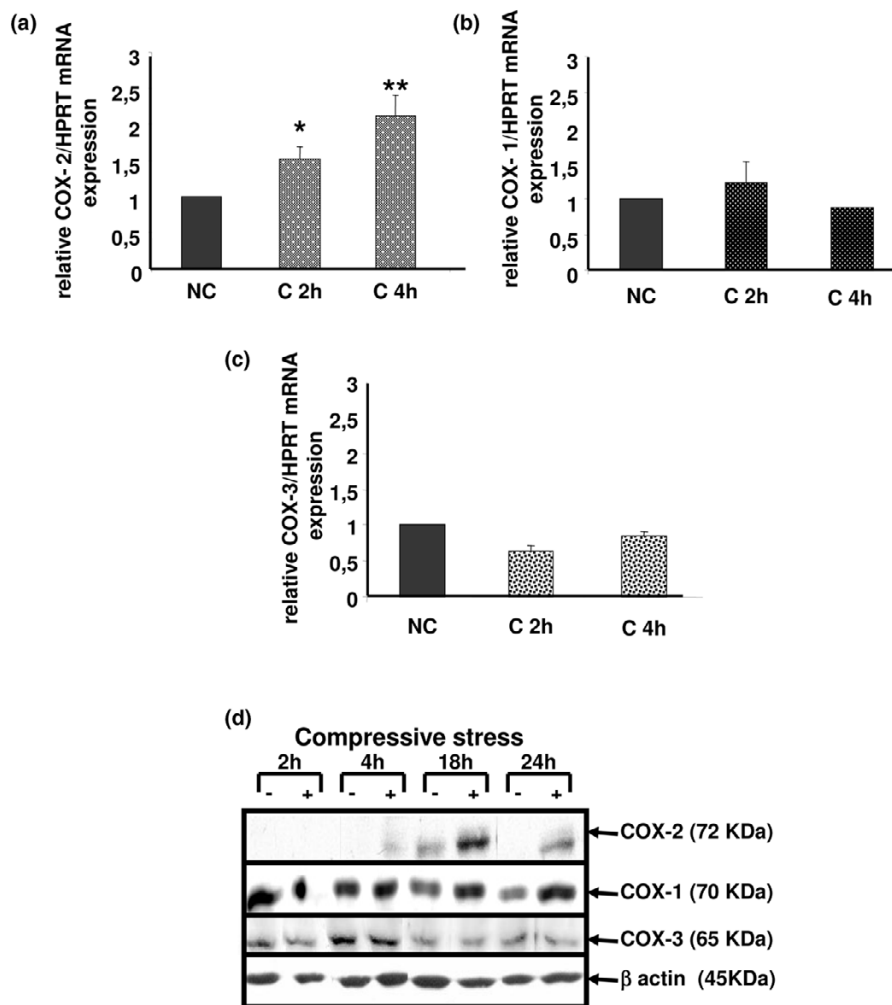 (a)
relative COX-2/HPRT mRNA
expression
3
2,5
2
1,5
1
0,5
0
*
**
NC C 2h C 4h
(b)
relative COX- 1/HPRT mRNA
expression
3
2,5
2
1,5
1
0,5
0
NC C 2h C 4h
(c)
relative COX-3/HPRT mRNA
expression
3
2,5
2
1,5
1
0,5
0
NC C 2h C 4h
(d)
Compressive stress
2h 4h 18h 24h
- + - + - + - +
COX-2 (72 KDa)
COX-1 (70 KDa)
COX-3 (65 KDa)
β actin (45KDa)